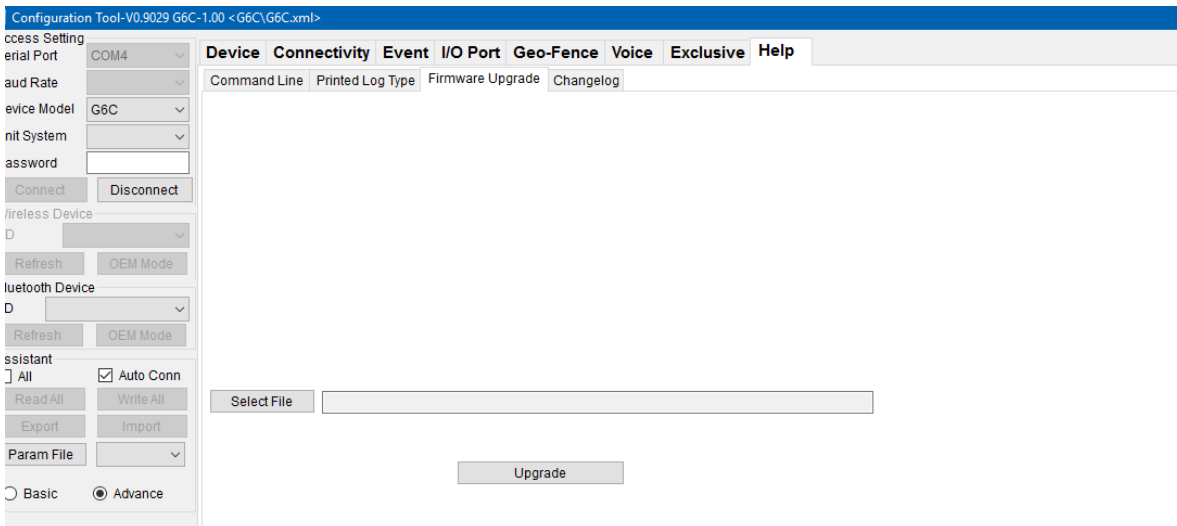 Configuration Tool-V0.9029 G6C-1.00 <G6C\G6C.xml>
ccess Setting
erial Port COM4
aud Rate
evice Model G6C
nit System
assword
Connect Disconnect
ireless Device
D
Refresh OEM Mode
luetooth Device
D
Refresh OEM Mode
ssistant
All Auto Conn
Read All Write All
Export Import
Param File
Basic Advance
Device Connectivity Event I/O Port Geo-Fence Voice Exclusive Help
Command Line Printed Log Type Firmware Upgrade Changelog
Select File
Upgrade